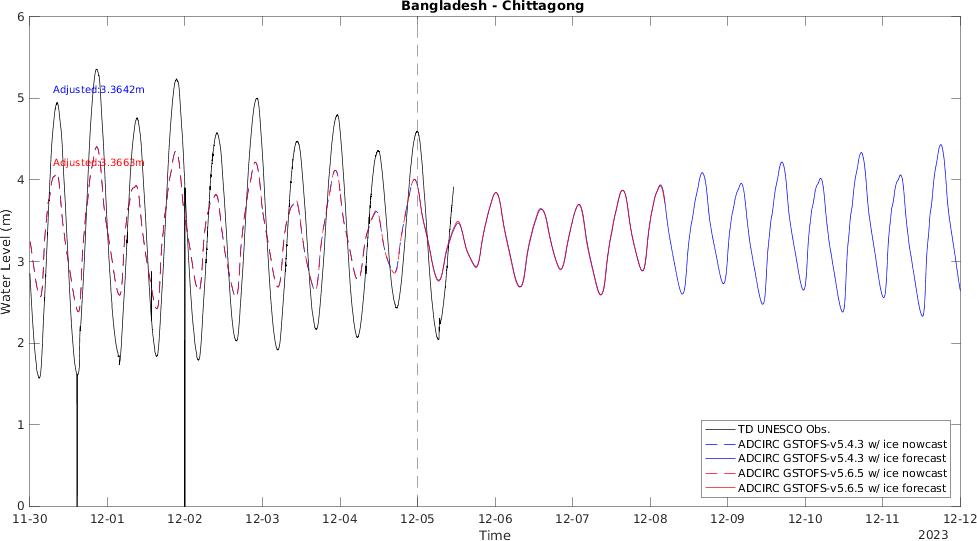 Bangladesh - Chittagong
6
5
4
3
2
1
0
Water Level (m)
Adjusted:3.3642m
Adjusted:3.3663m
TD UNESCO Obs.
ADCIRC GSTOFS-v5.4.3 w/ ice nowcast
ADCIRC GSTOFS-v5.4.3 w/ ice forecast
ADCIRC GSTOFS-v5.6.5 w/ ice nowcast
ADCIRC GSTOFS-v5.6.5 w/ ice forecast
11-30 12-01 12-02 12-03 12-04 12-05 12-06 12-07 12-08 12-09 12-10 12-11 12-12
Time
2023